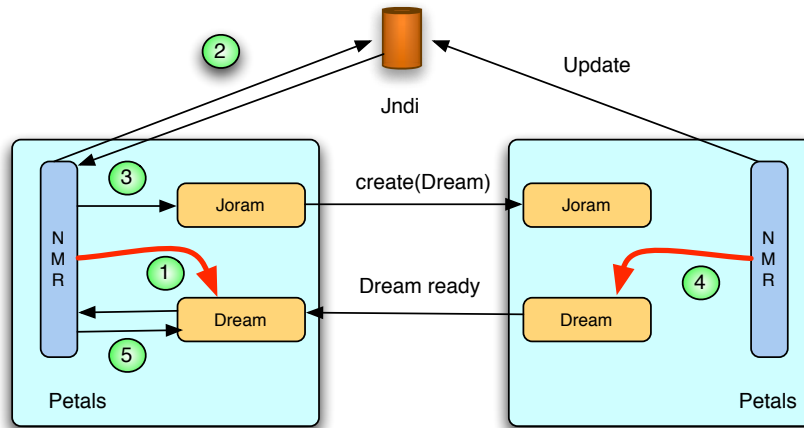 2
Update
Jndi
3
Joram
create(Dream)
Joram
N
M
R
N
M
R
1
Dream ready
4
Dream
Dream
5
Petals
Petals